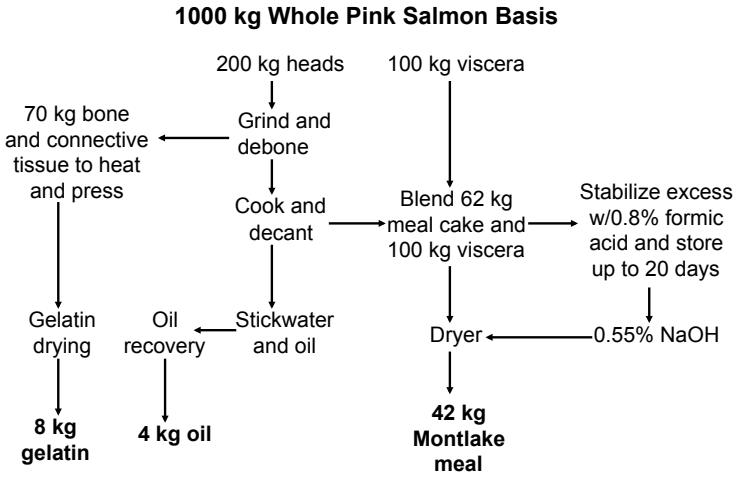 1000 kg Whole Pink Salmon Basis
200 kg heads
100 kg viscera
70 kg bone
and connective
tissue to heat
and press
Grind and
debone
Cook and
decant
Blend 62 kg
meal cake and
100 kg viscera
Stabilize excess
w/0.8% formic
acid and store
up to 20 days
Gelatin
drying
Oil
recovery
Stickwater
and oil
Dryer
0.55% NaOH
8 kg
gelatin
4 kg oil
42 kg
Montlake
meal